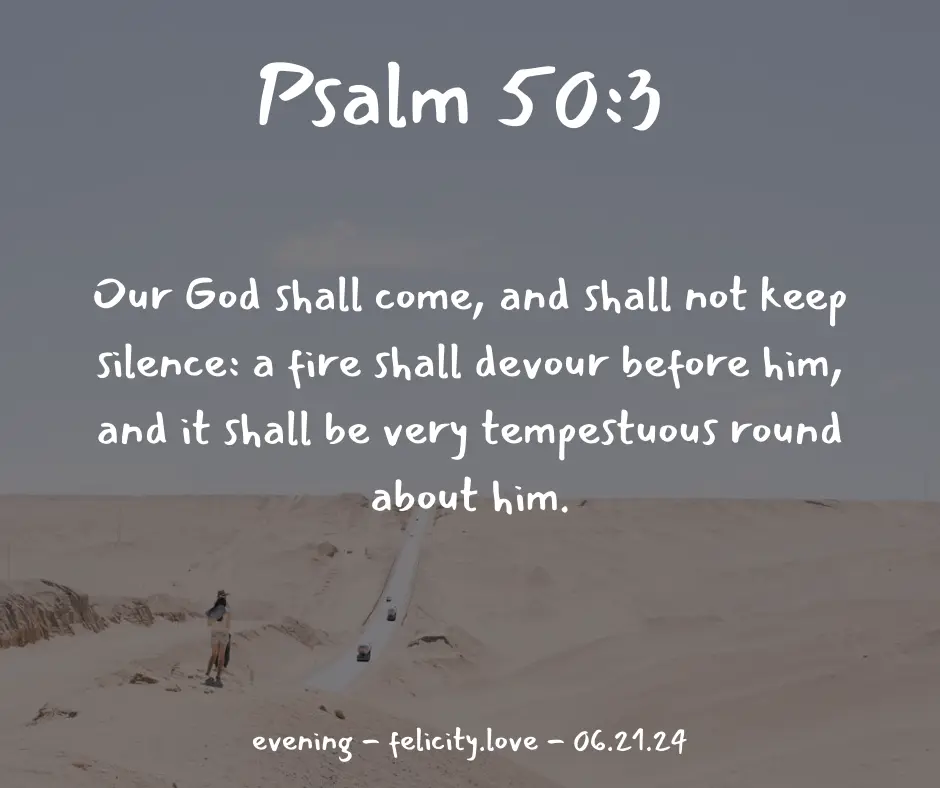 Psalm 50:3
Our God shall come, and shall not keep
silence: a fire shall devour before him,
and it shall be very tempestuous round
about him.
evening – felicity.love – 06.21.24